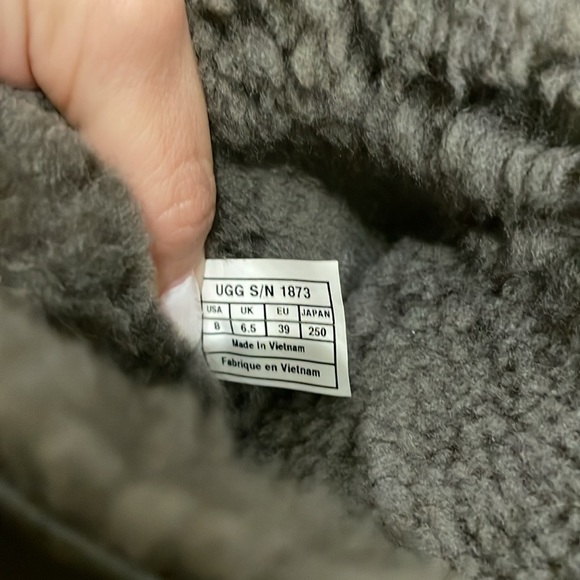 UGG S/N 1873
USA UK EU JAPAN
8 6.5 39 250
Made In Vietnam
Fabrique en Vietnam